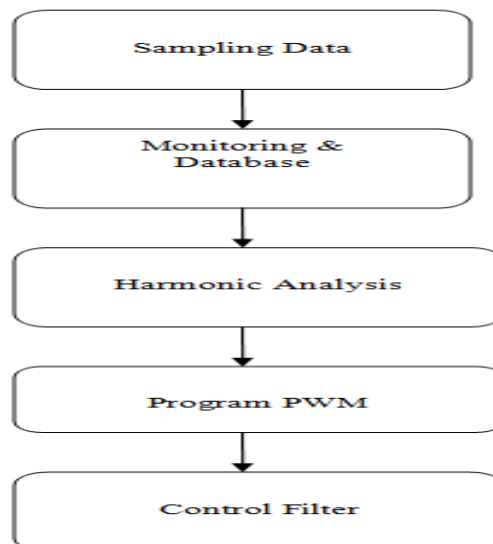 Sampling Data
Monitoring &
Database
Harmonic Analysis
Program PWM
Control Filter